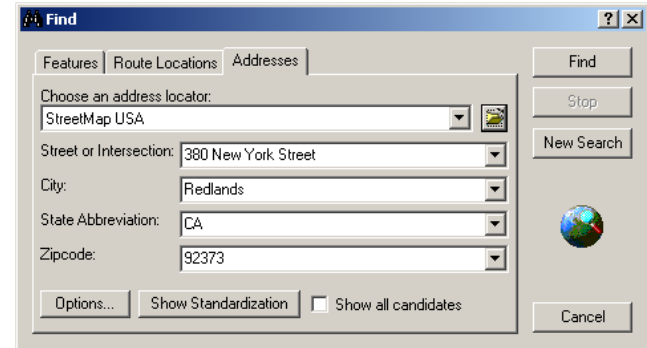 Find
Features Route Locations Addresses
Choose an address locator:
StreetMap USA
Street or Intersection: 380 New York Street
City: Redlands
State Abbreviation: CA
Zipcode: 92373
Options... Show Standardization Show all candidates
Find
Stop
New Search
Cancel